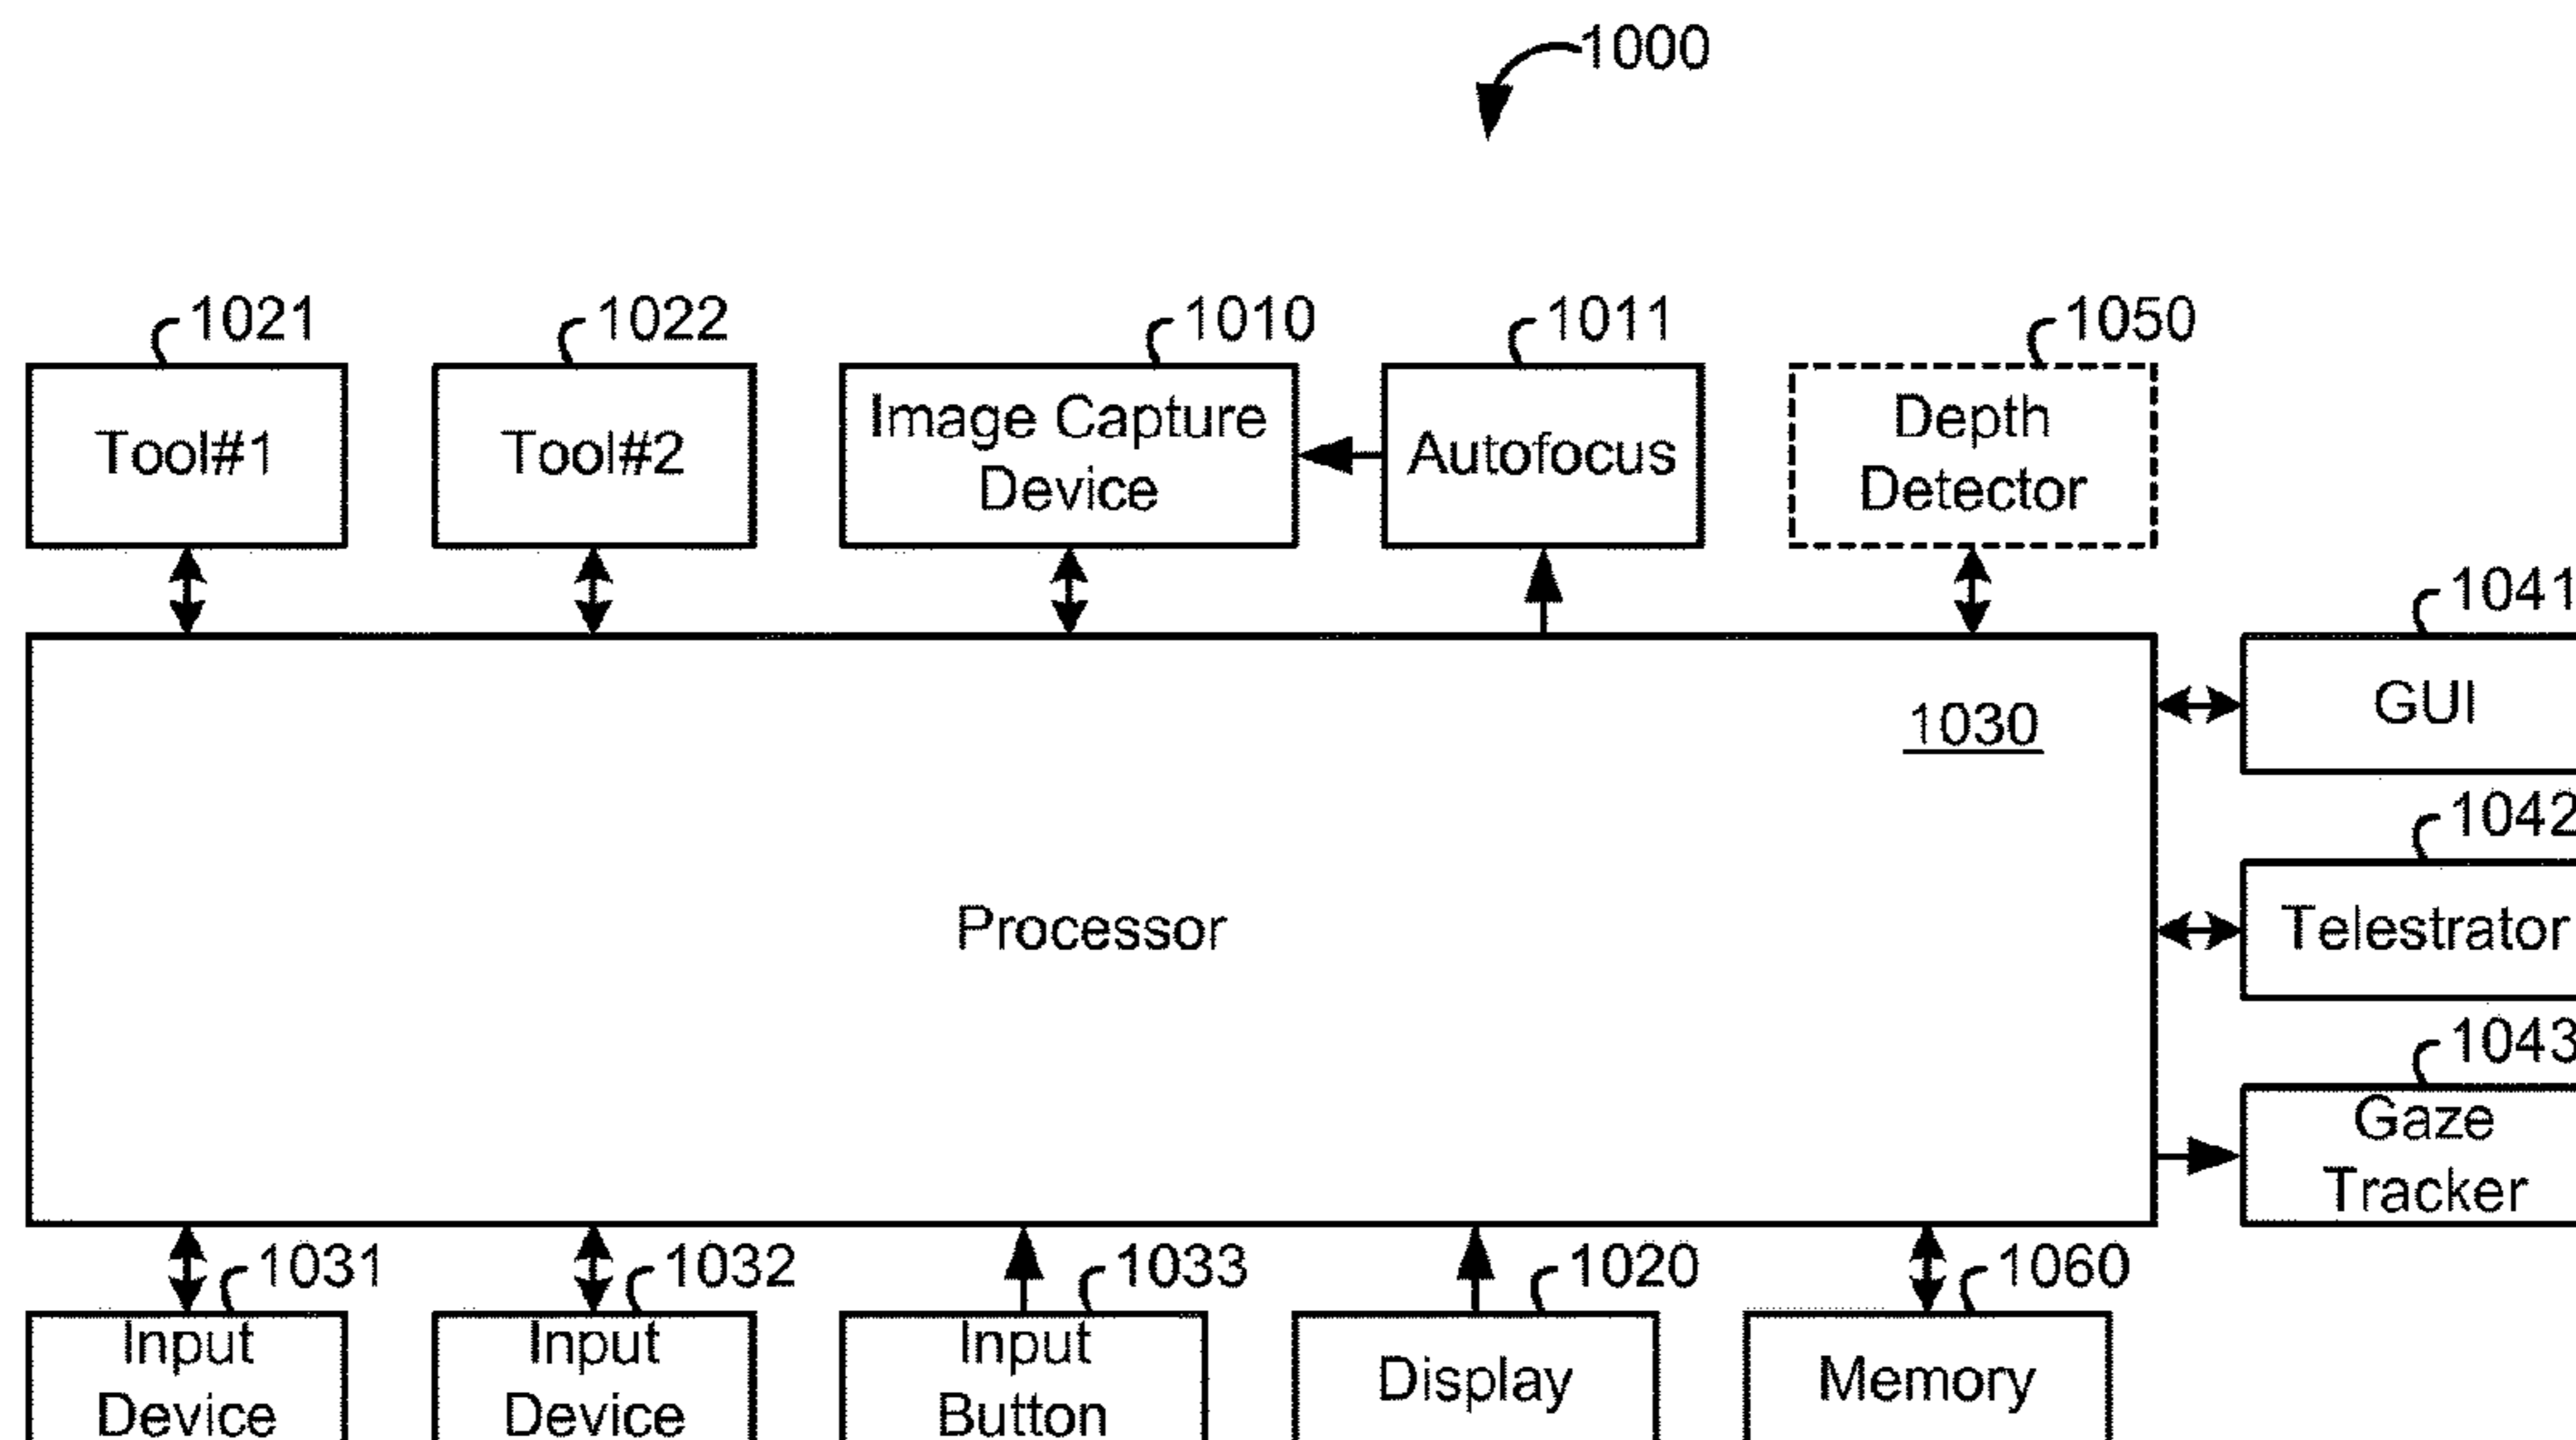 1000
1021
1022
1010
1011
1050
Tool#1
Tool#2
Image Capture
Device
Autofocus
Depth
Detector
1030
Processor
1041
GUI
1042
Telestrator
1043
Gaze
Tracker
1031
1032
1033
1020
1060
Input
Device
Input
Device
Input
Button
Display
Memory